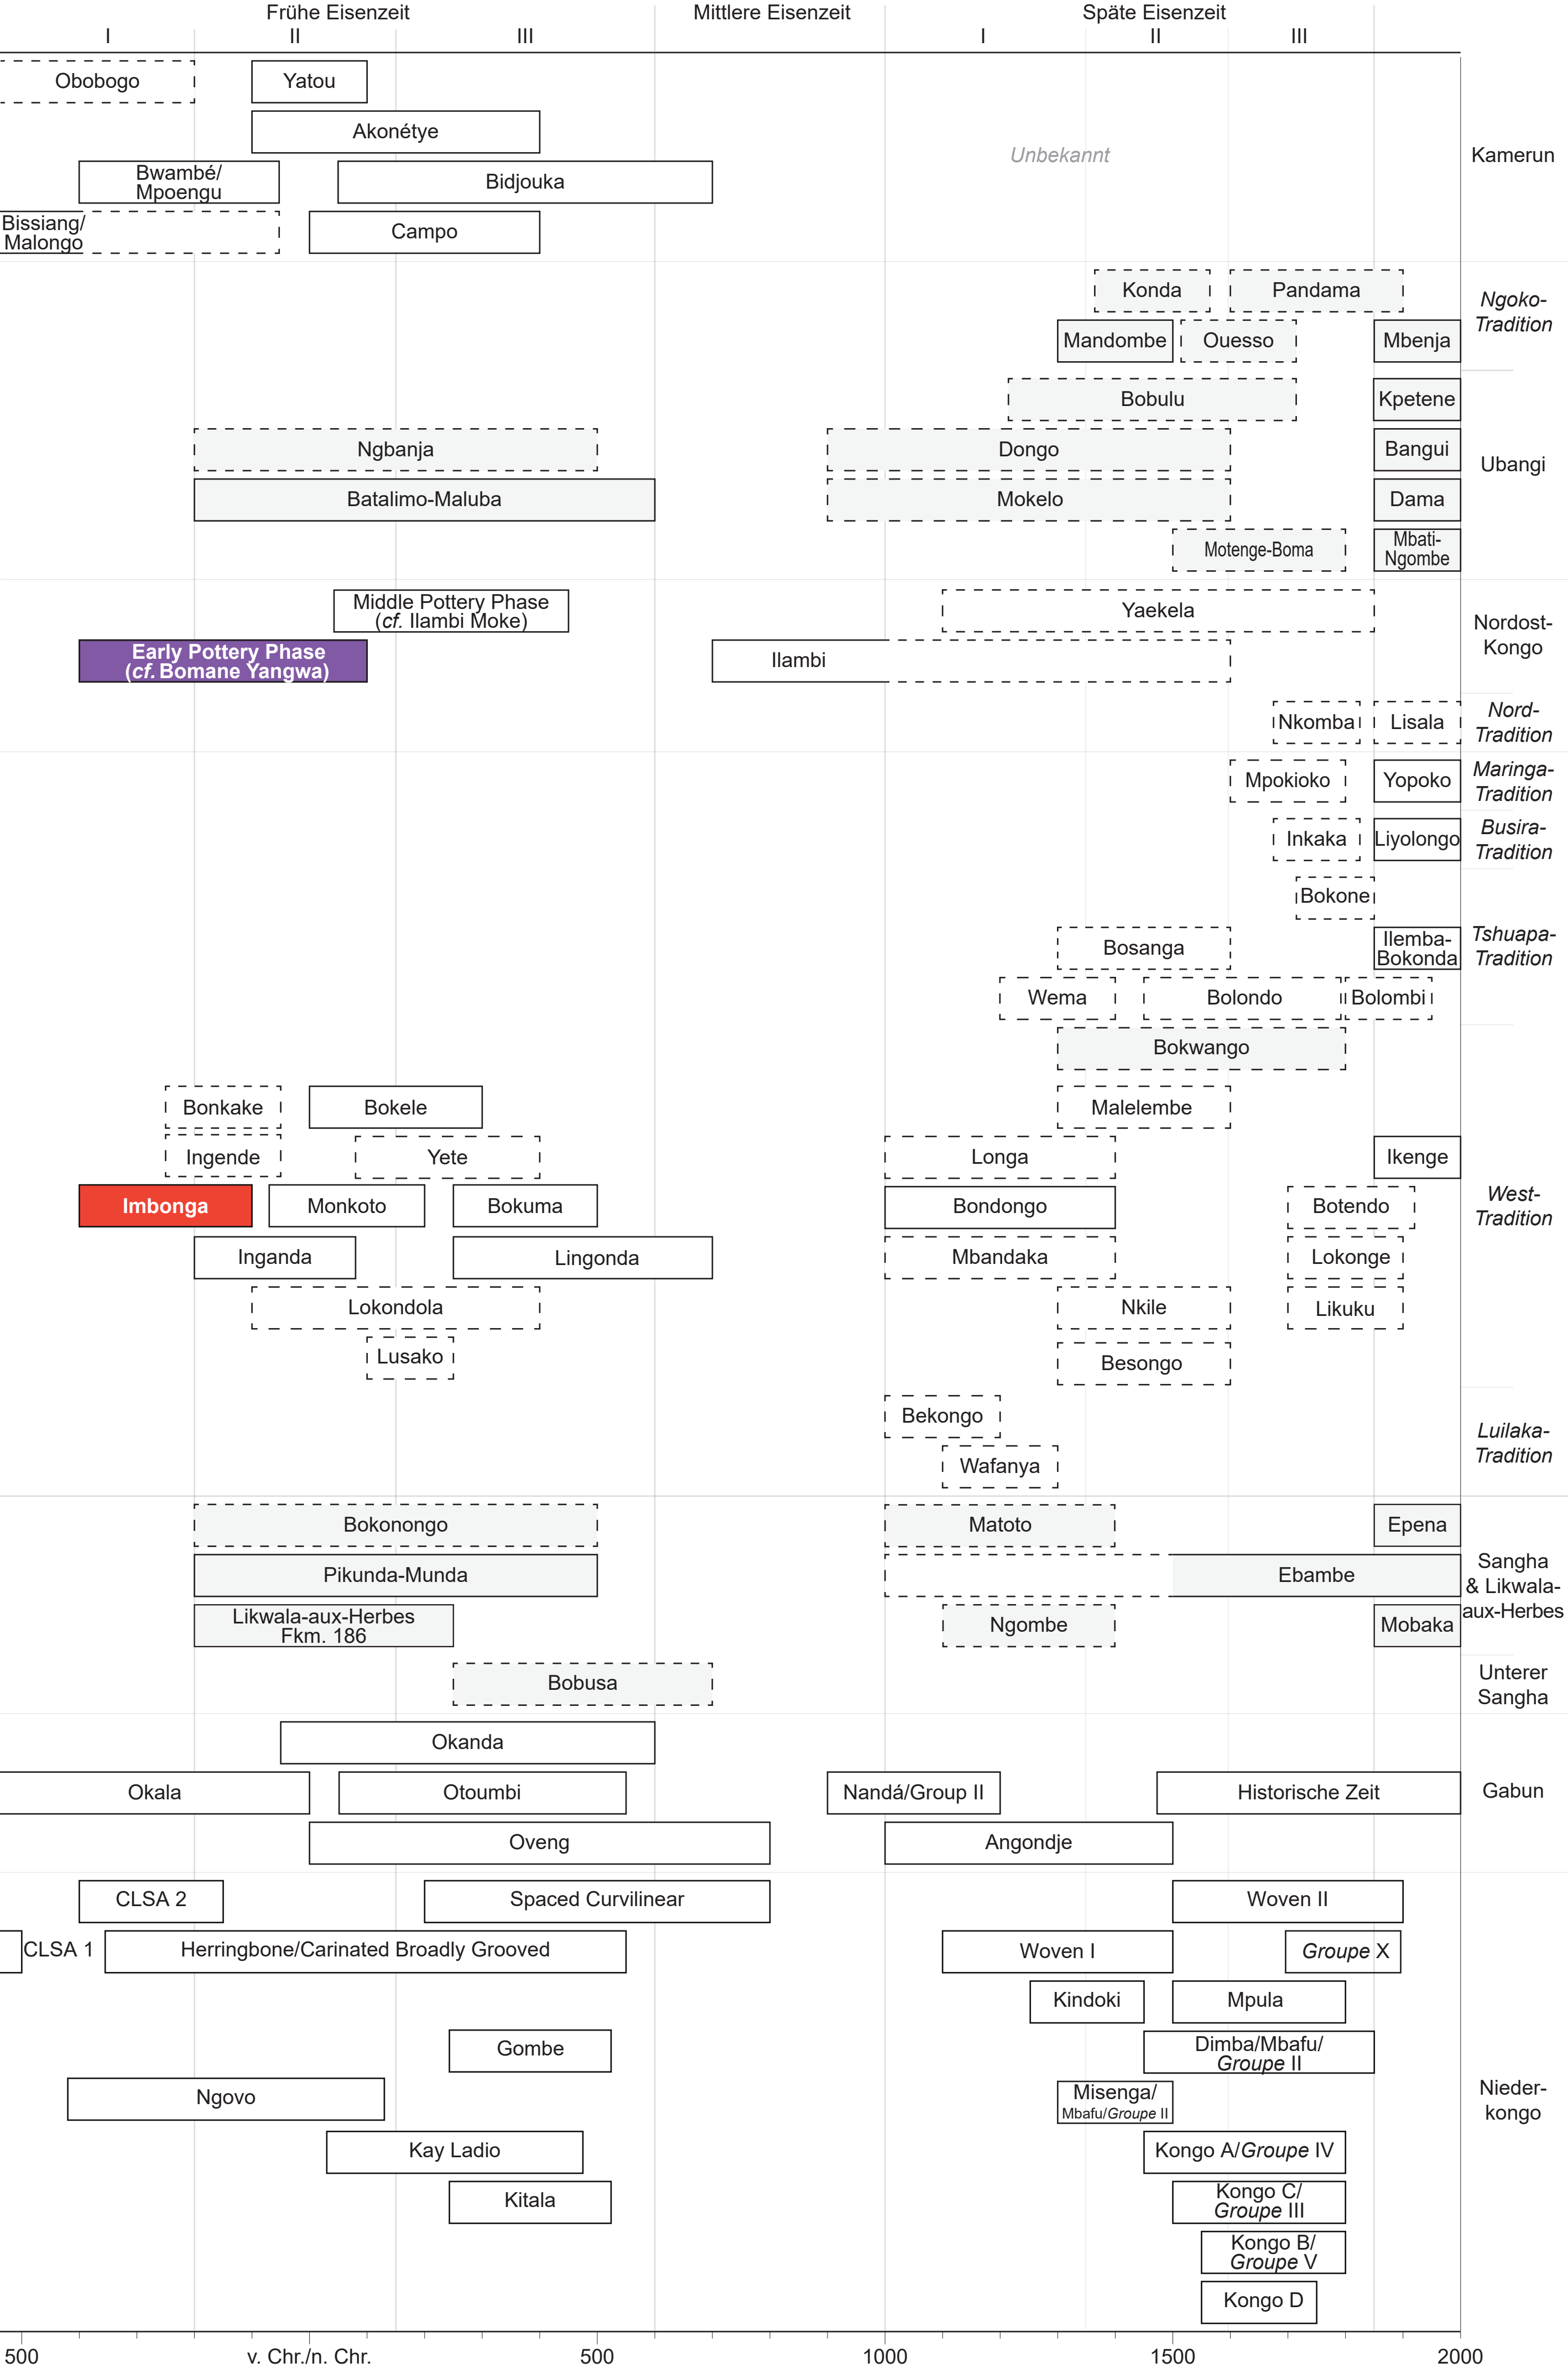 Frühe Eisenzeit
Mittlere Eisenzeit
Späte Eisenzeit
I
II
III
I
II
III
Obobogo
Yatou
Akonétye
Bwambé/
Mpoengu
Bidjouka
Bissiang/
Malongo
Campo
Unbekannt
Kamerun
Konda
Pandama
Mandombe
Ouesso
Mbenja
Ngoko-
Tradition
Bobulu
Kpetene
Ngbanja
Dongo
Bangui
Batalimo-Maluba
Mokelo
Dama
Motenge-Boma
Mbati-
Ngombe
Ubangi
Middle Pottery Phase
(cf. Ilambi Moke)
Yaekela
Early Pottery Phase
(cf. Bomane Yangwa)
Ilambi
Nordost-
Kongo
Nkomba
Lisala
Nord-
Tradition
Mpokioko
Yopoko
Maringa-
Tradition
Inkaka
Liyolongo
Busira-
Tradition
Bokone
Bosanga
Ilemba-
Bokonda
Wema
Bolondo
Bolombi
Tshuapa-
Tradition
Bokwango
Bonkake
Bokele
Malelembe
Ingende
Yete
Longa
Ikenge
Imbonga
Monkoto
Bokuma
Bondongo
Botendo
Inganda
Lingonda
Mbandaka
Lokonge
Lokondola
Nkile
Likuku
Lusako
Besongo
West-
Tradition
Bekongo
Wafanya
Luilaka-
Tradition
Bokonongo
Matoto
Epena
Pikunda-Munda
Ebambe
Likwala-aux-Herbes
Fkm. 186
Ngombe
Mobaka
Sangha
& Likwala-
aux-Herbes
Bobusa
Unterer
Sangha
Okanda
Okala
Otoumbi
Nandá/Group II
Historische Zeit
Oveng
Angondje
Gabun
CLSA 2
Spaced Curvilinear
Woven II
CLSA 1
Herringbone/Carinated Broadly Grooved
Woven I
Groupe X
Kindoki
Mpula
Gombe
Dimba/Mbafu/
Groupe II
Ngovo
Misenga/
Mbafu/Groupe II
Kay Ladio
Kongo A/Groupe IV
Kitala
Kongo C/
Groupe III
Kongo B/
Groupe V
Kongo D
Nieder-
kongo
500
v. Chr./n. Chr.
500
1000
1500
2000